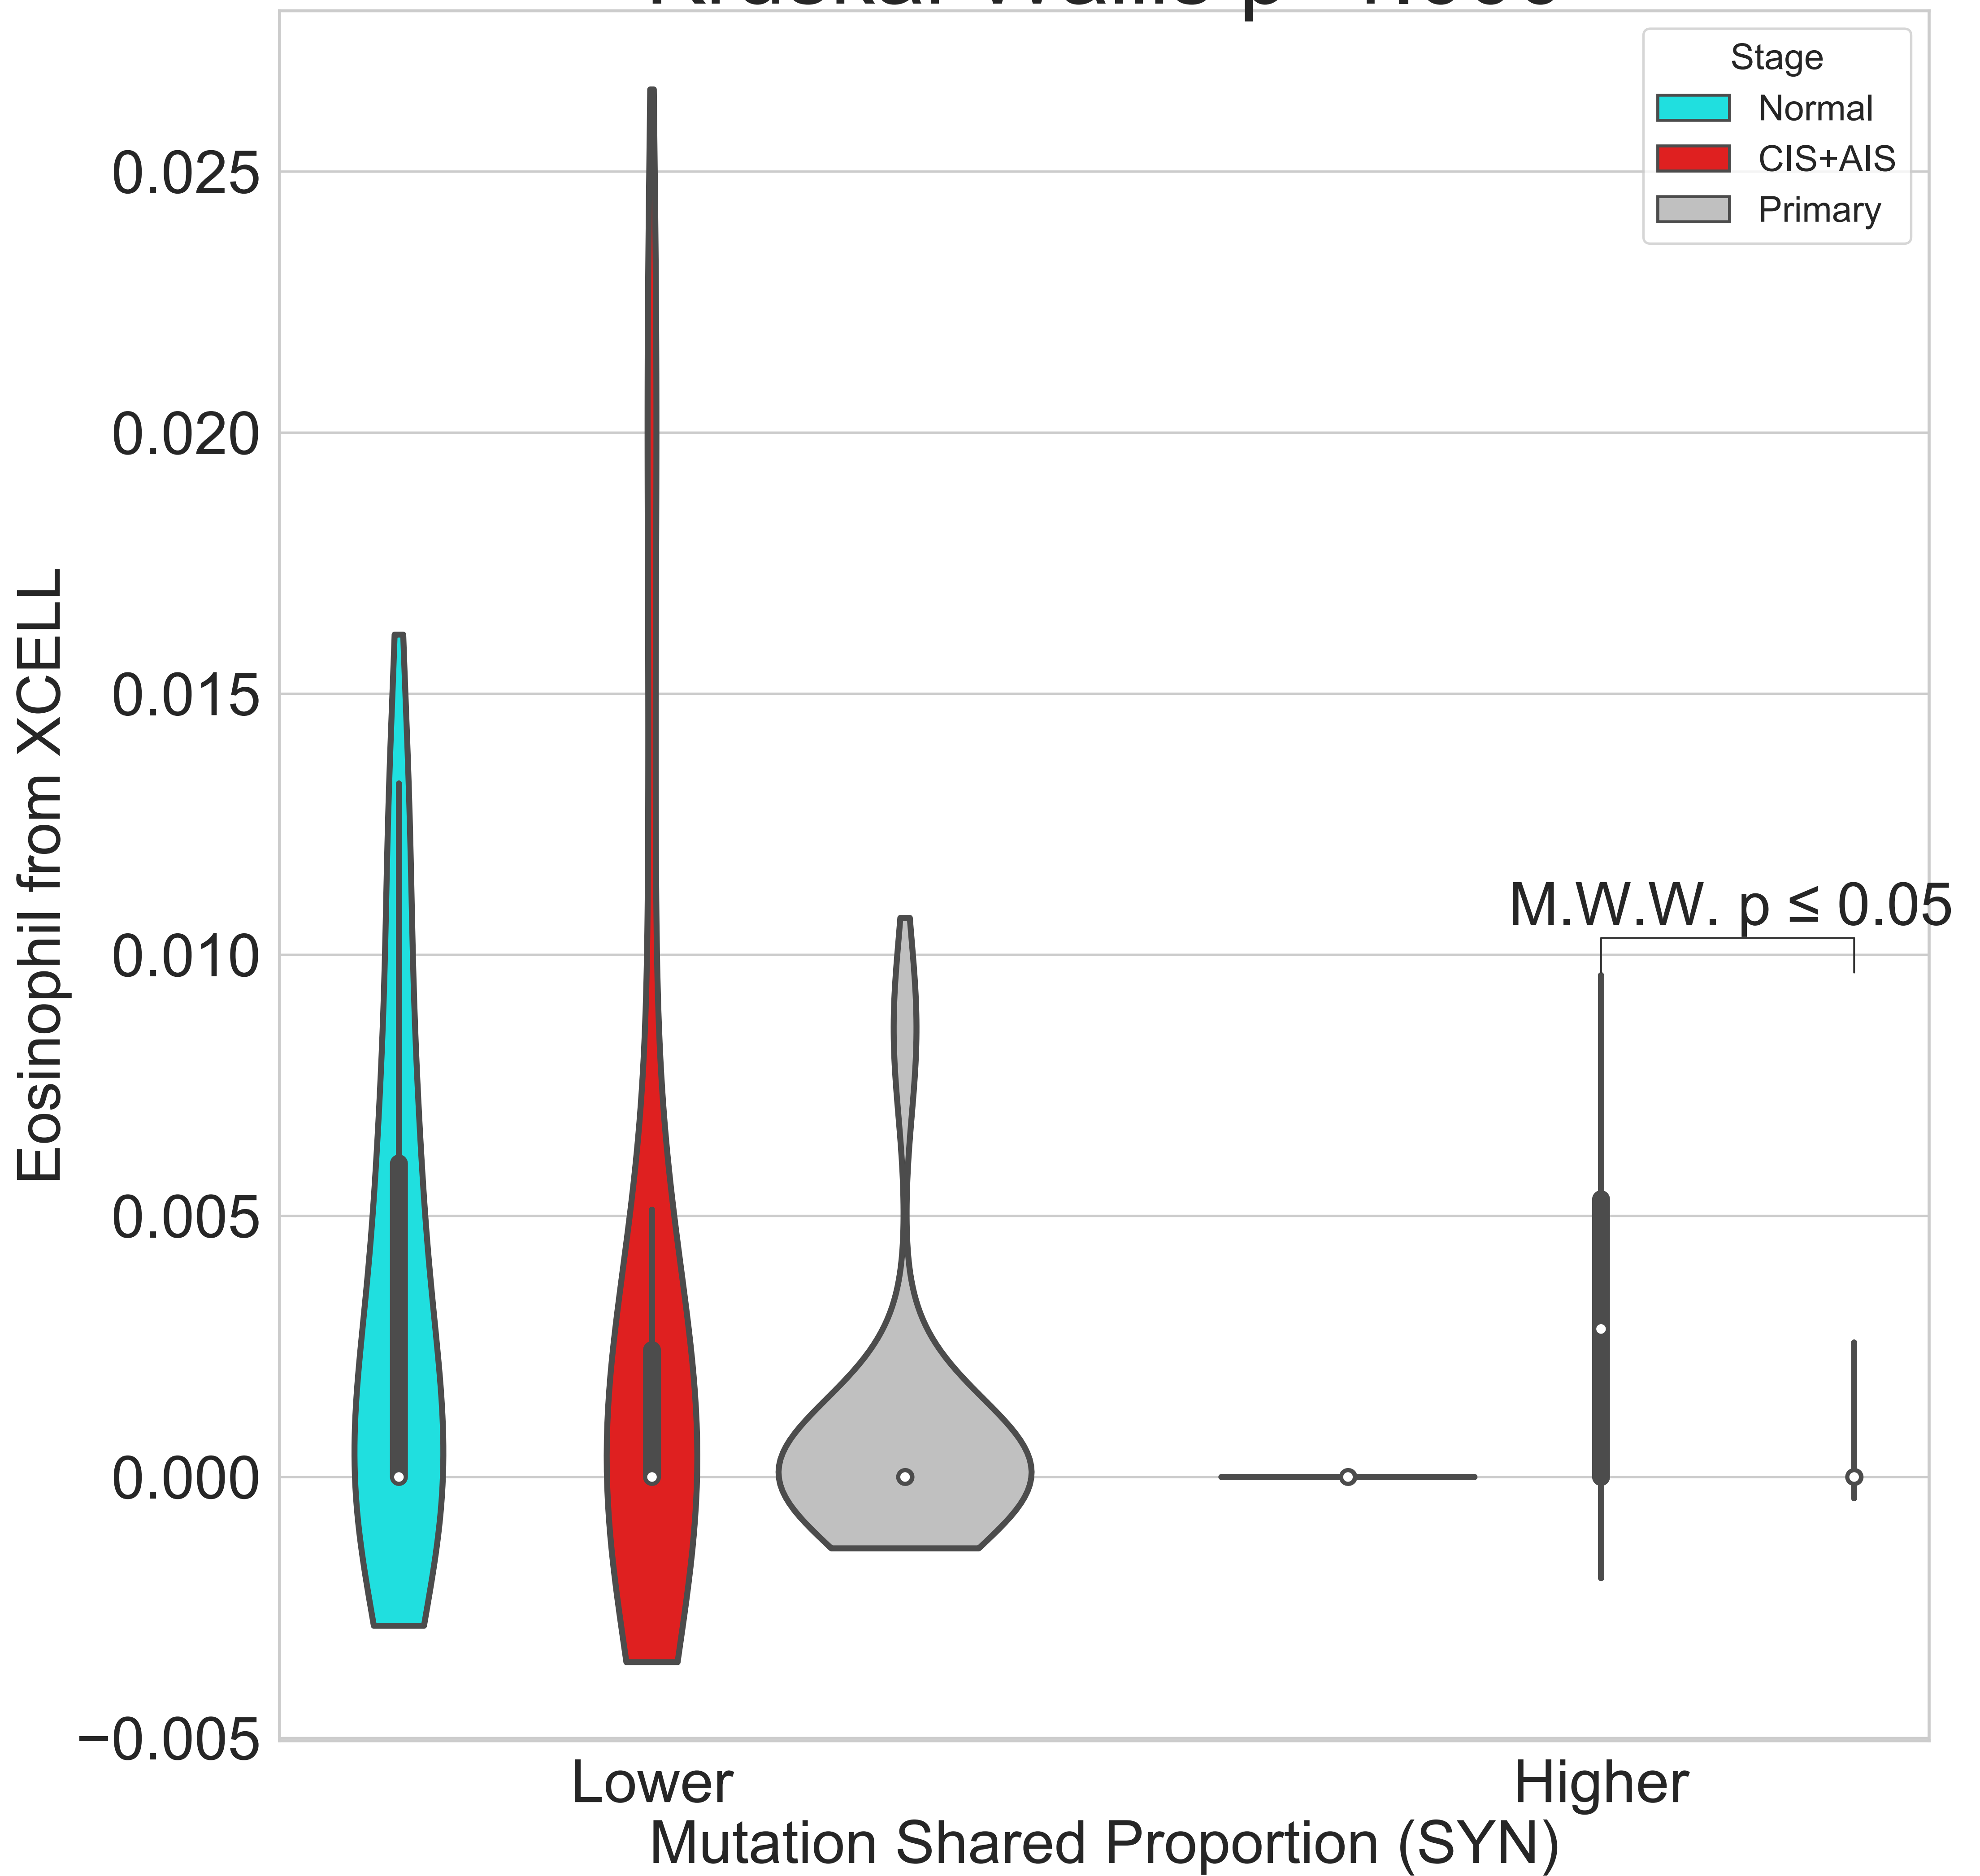 Stage
Normal
CIS+AIS
Primary
0.025
0.020
0.015
0.010
0.005
0.000
−0.005
Eosinophil from XCELL
M.W.W. p ≤ 0.05
Lower
Higher
Mutation Shared Proportion (SYN)